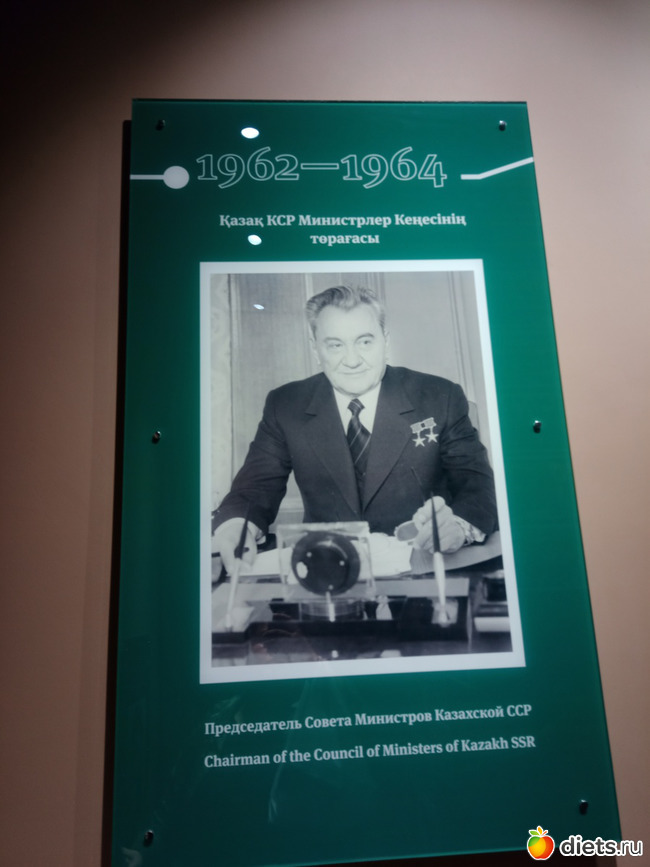 1962—1964
Қазақ КСР Министрлер Кеңесінің
төрағасы
Председатель Совета Министров Казахской ССР
Chairman of the Council of Ministers of Kazakh SSR
diets.ru